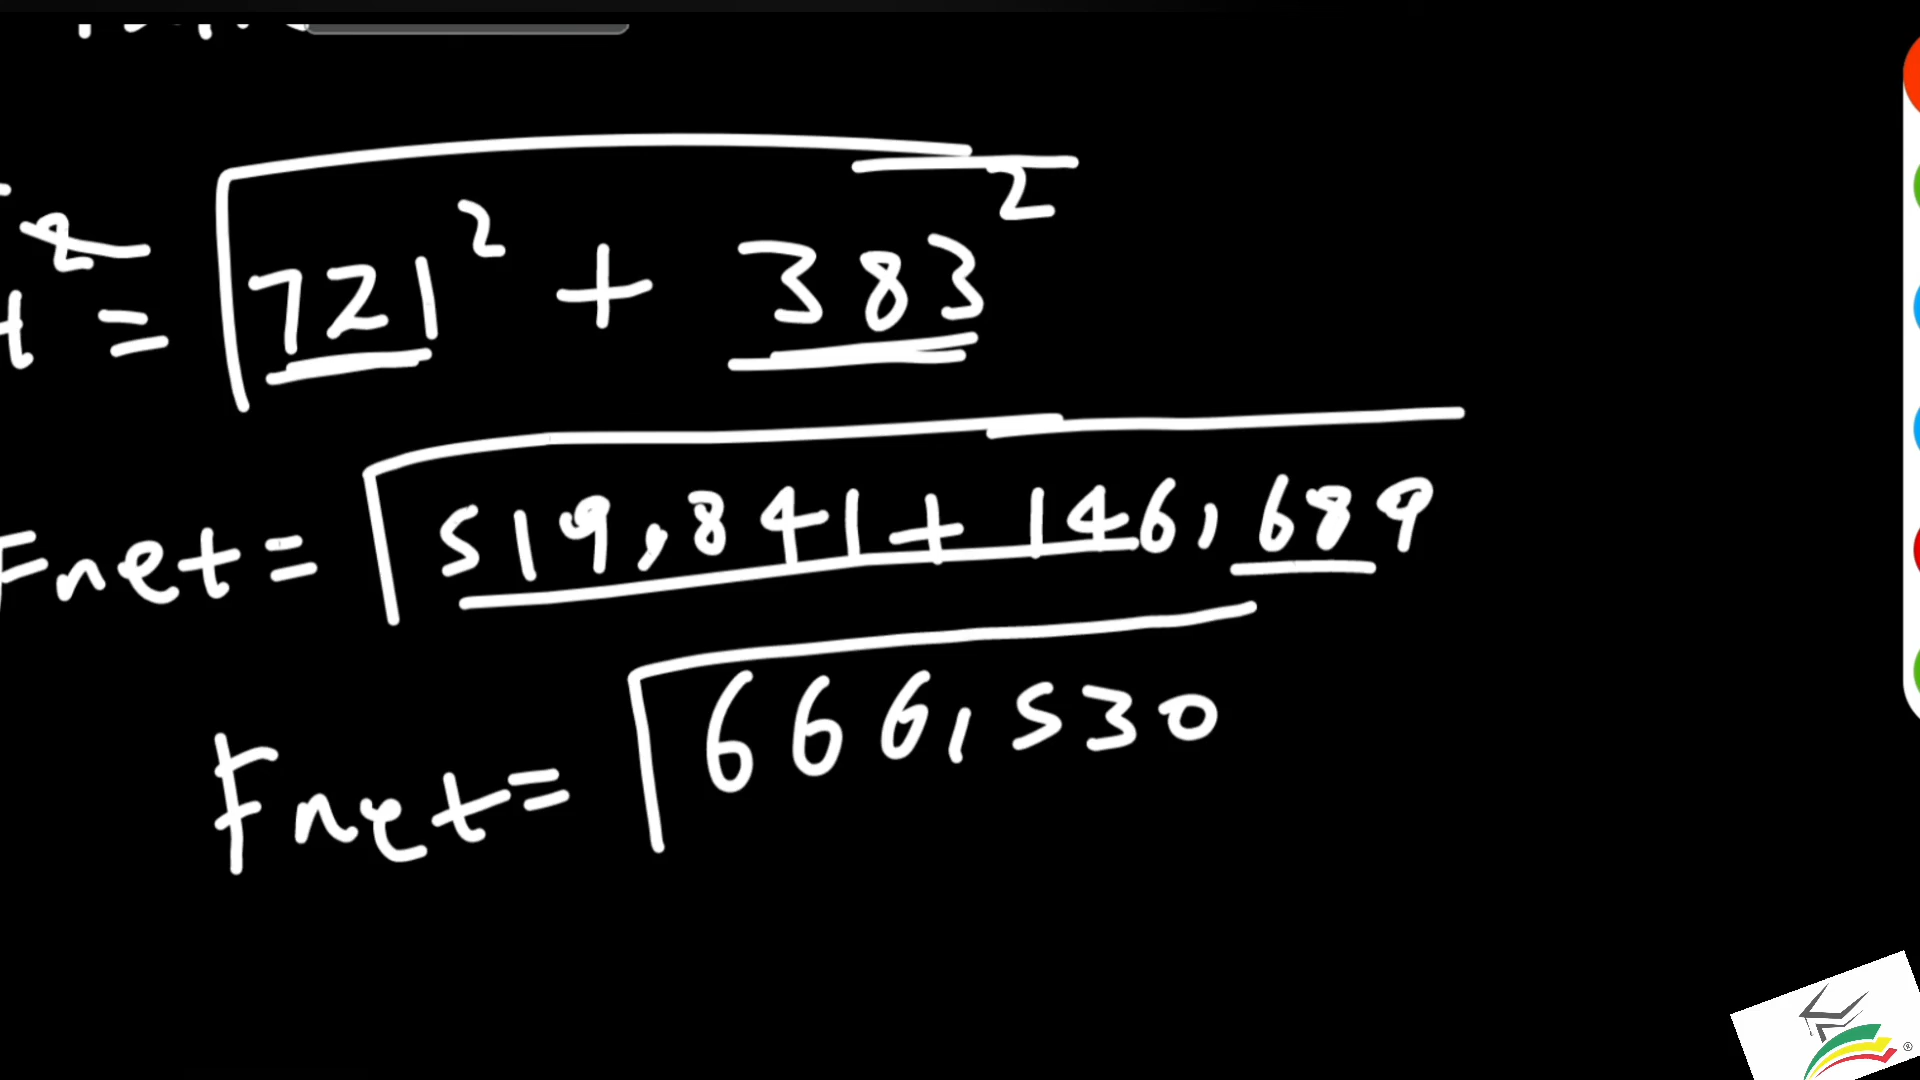 t² = √721² + 383²
Fnet = √519,841 + 146,689
Fnet = √666,530